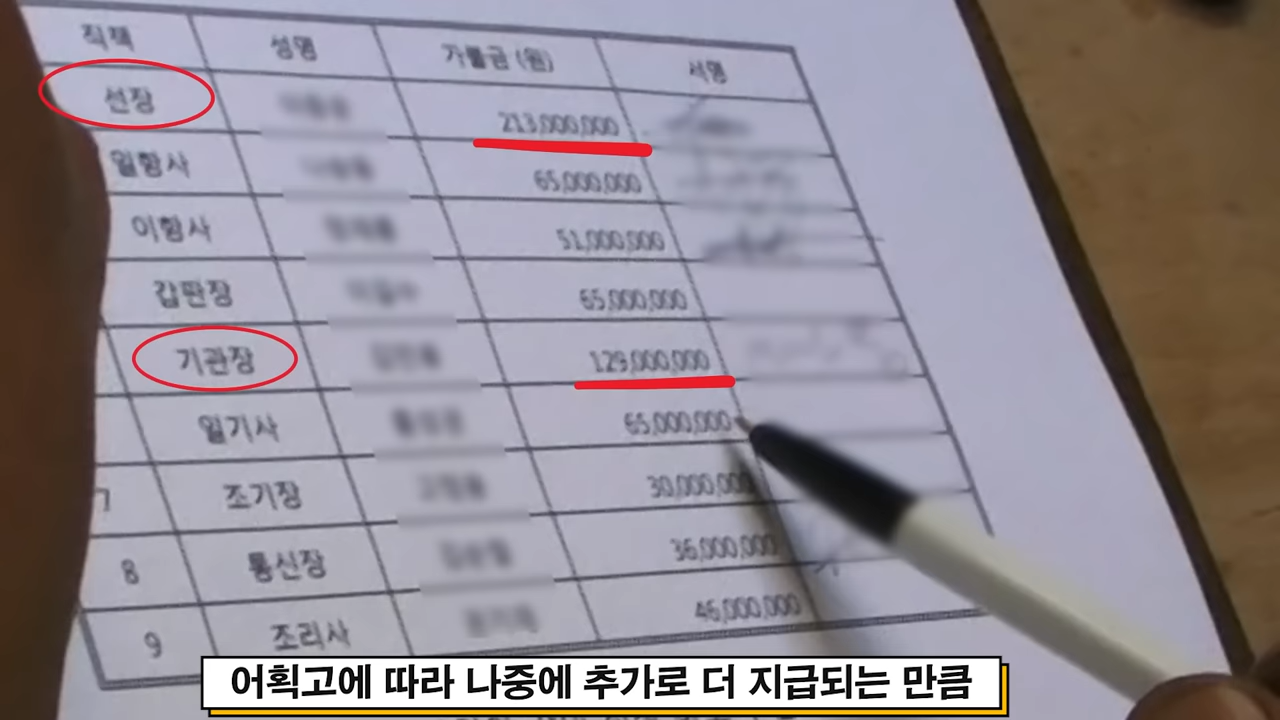 직책 성명 가불금 (원) 서명
선장 213,000,000
일항사 65,000,000
이항사 51,000,000
갑판장 65,000,000
기관장 129,000,000
일기사 65,000,000
7 조기장 30,000,000
8 통신장 36,000,000
9 조리사 46,000,000
어획고에 따라 나중에 추가로 더 지급되는 만큼